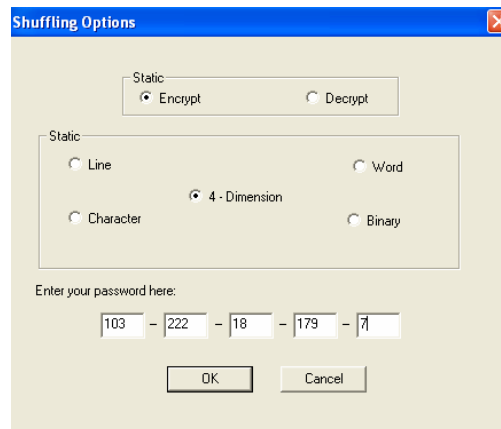 Shuffling Options
Static
Encrypt Decrypt
Static
Line Word
4 - Dimension
Character Binary
Enter your password here:
103 - 222 - 18 - 179 - 7
OK Cancel